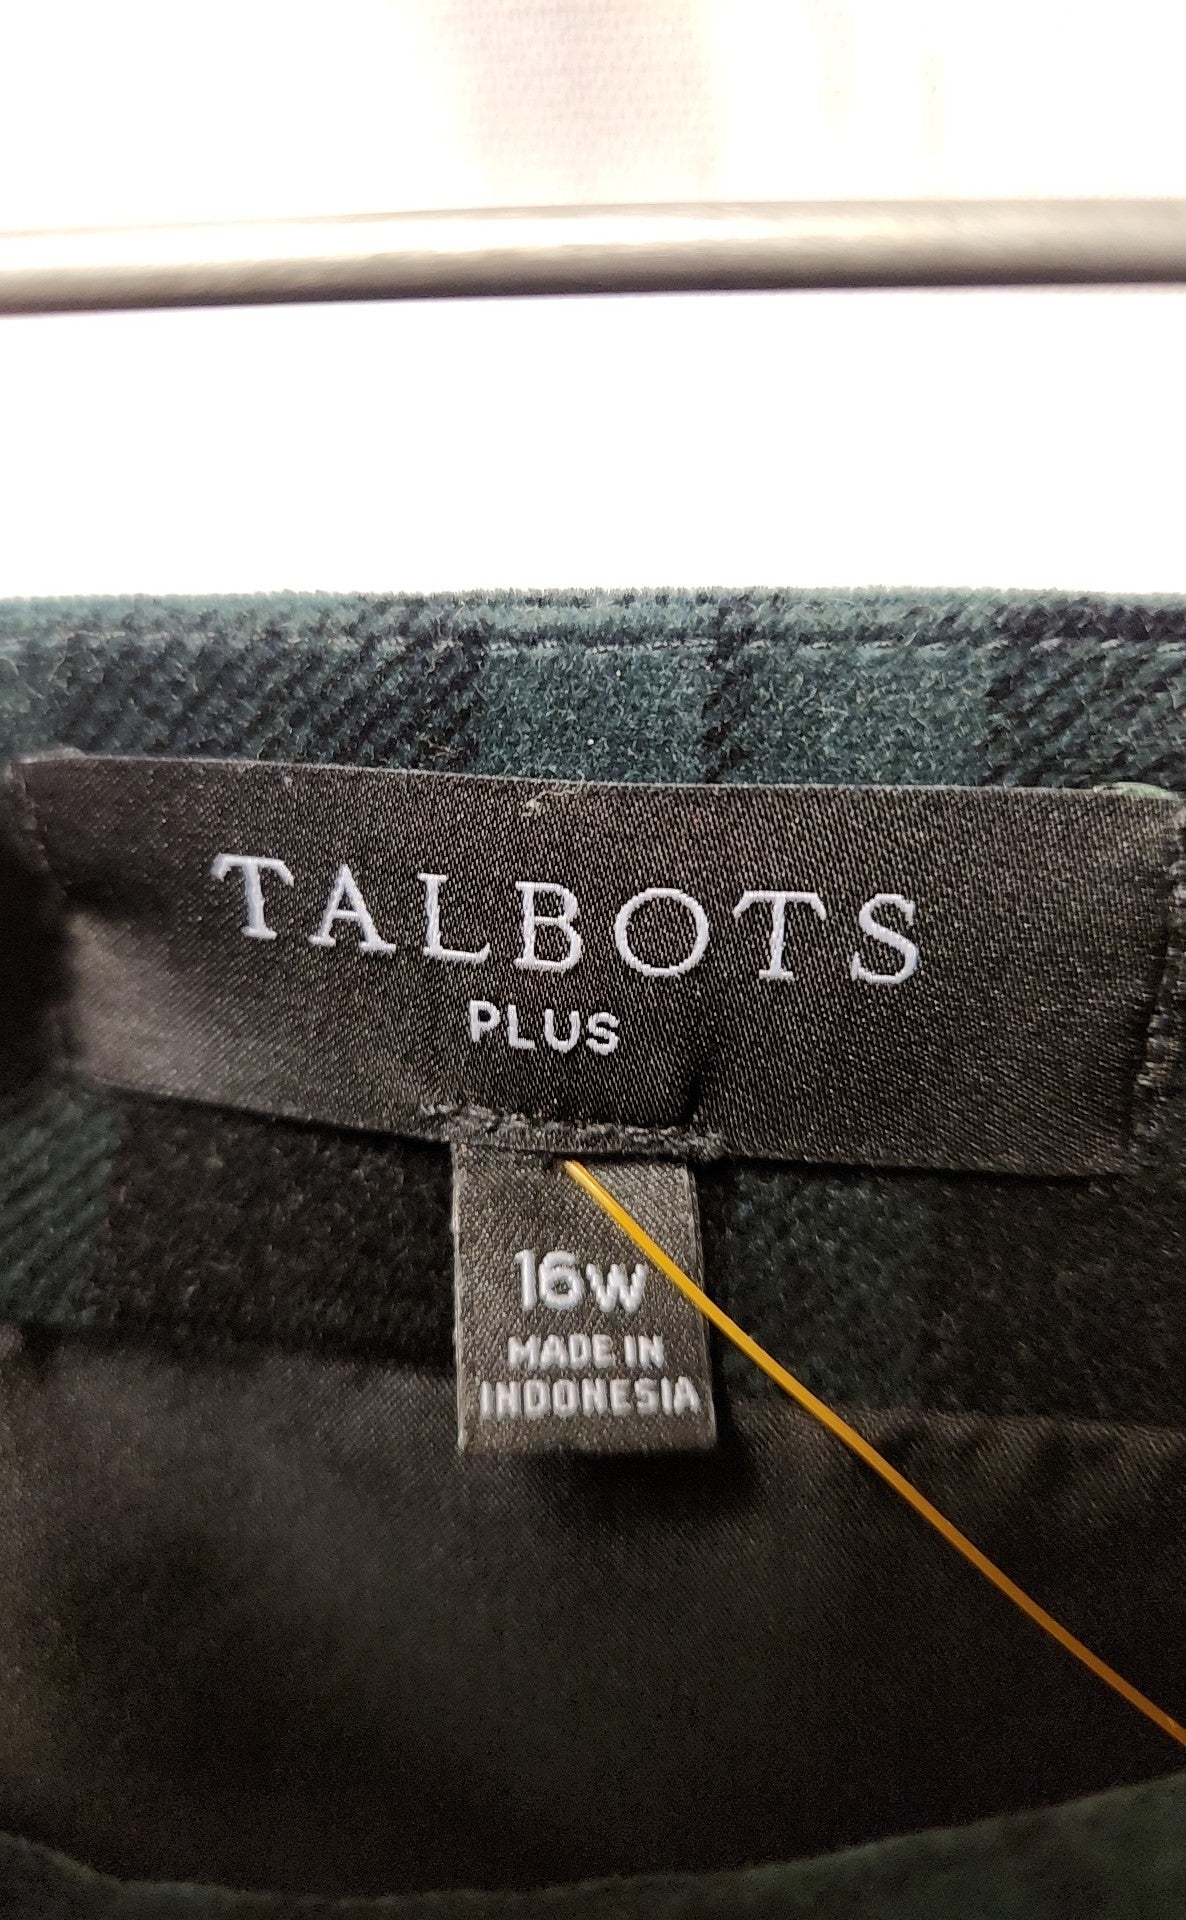 TALBOTS
PLUS
16W
MADE IN
INDONESIA